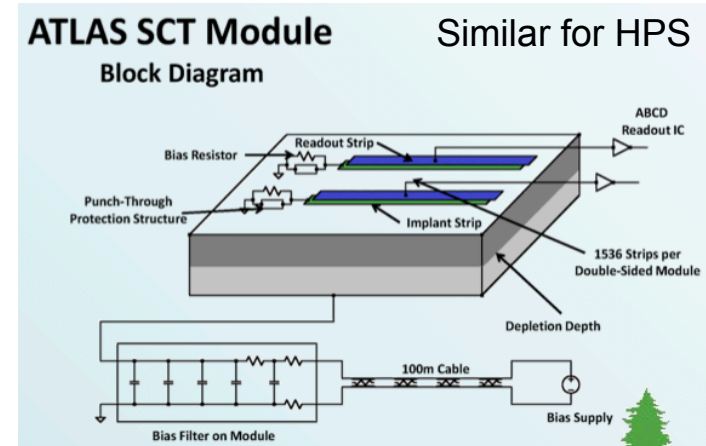 ATLAS SCT Module
Similar for HPS
Block Diagram
ABCD
Readout IC
Readout Strip
Bias Resistor
Punch-Through
Protection Structure
Implant Strip
1536 Strips per
Double-Sided Module
Depletion Depth
100m Cable
Bias Supply
Bias Filter on Module